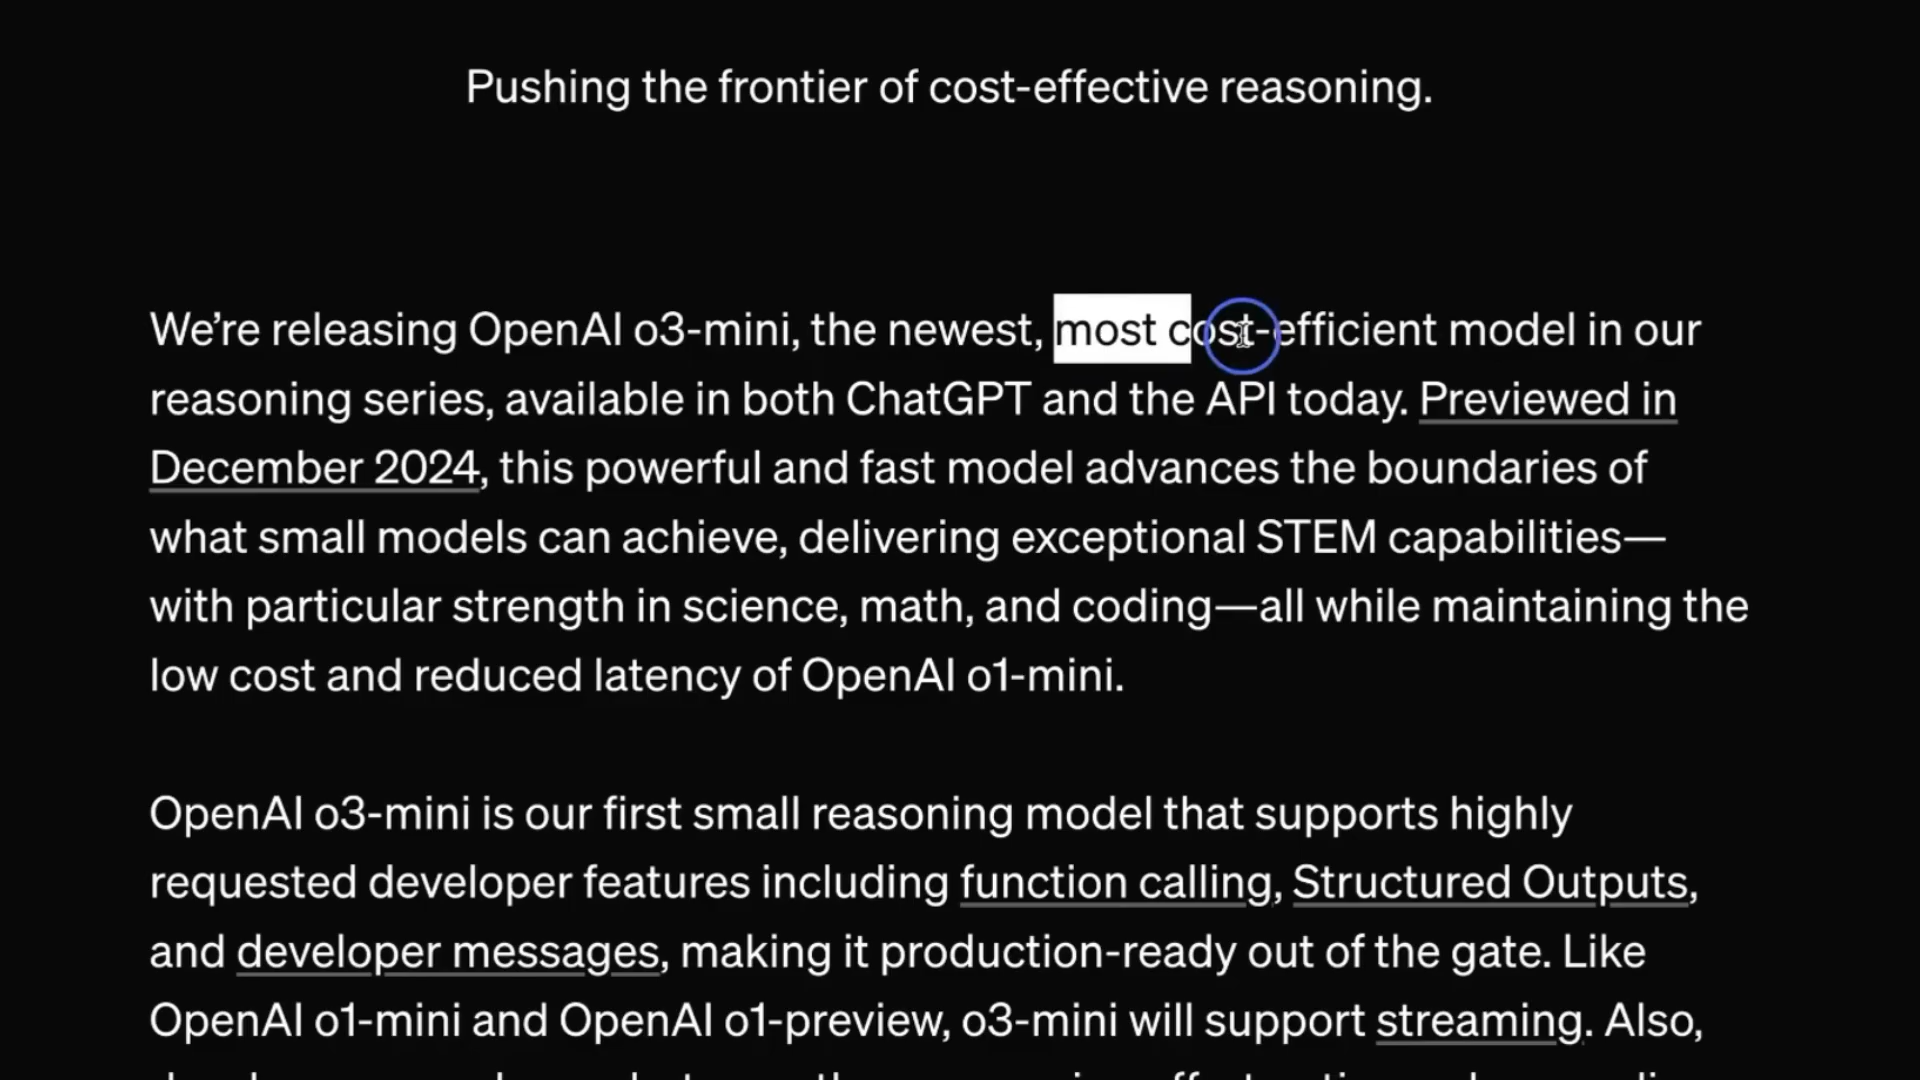 Pushing the frontier of cost-effective reasoning.
We’re releasing OpenAI o3-mini, the newest, most cost-efficient model in our
reasoning series, available in both ChatGPT and the API today. Previewed in
December 2024, this powerful and fast model advances the boundaries of
what small models can achieve, delivering exceptional STEM capabilities—
with particular strength in science, math, and coding—all while maintaining the
low cost and reduced latency of OpenAI o1-mini.
OpenAI o3-mini is our first small reasoning model that supports highly
requested developer features including function calling, Structured Outputs,
and developer messages, making it production-ready out of the gate. Like
OpenAI o1-mini and OpenAI o1-preview, o3-mini will support streaming. Also,